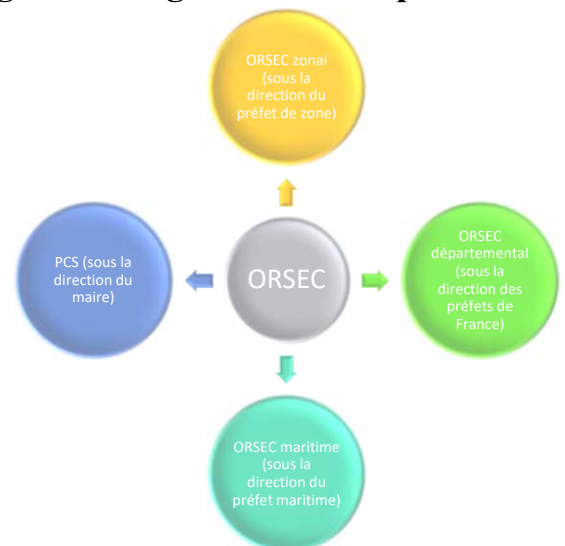 ORSEC zonal
(sous la
direction du
préfet de zone)
PCS (sous la
direction du
maire)
ORSEC
ORSEC
départemental
(sous la
direction des
préfets de
France)
ORSEC maritime
(sous la
direction du
préfet maritime)